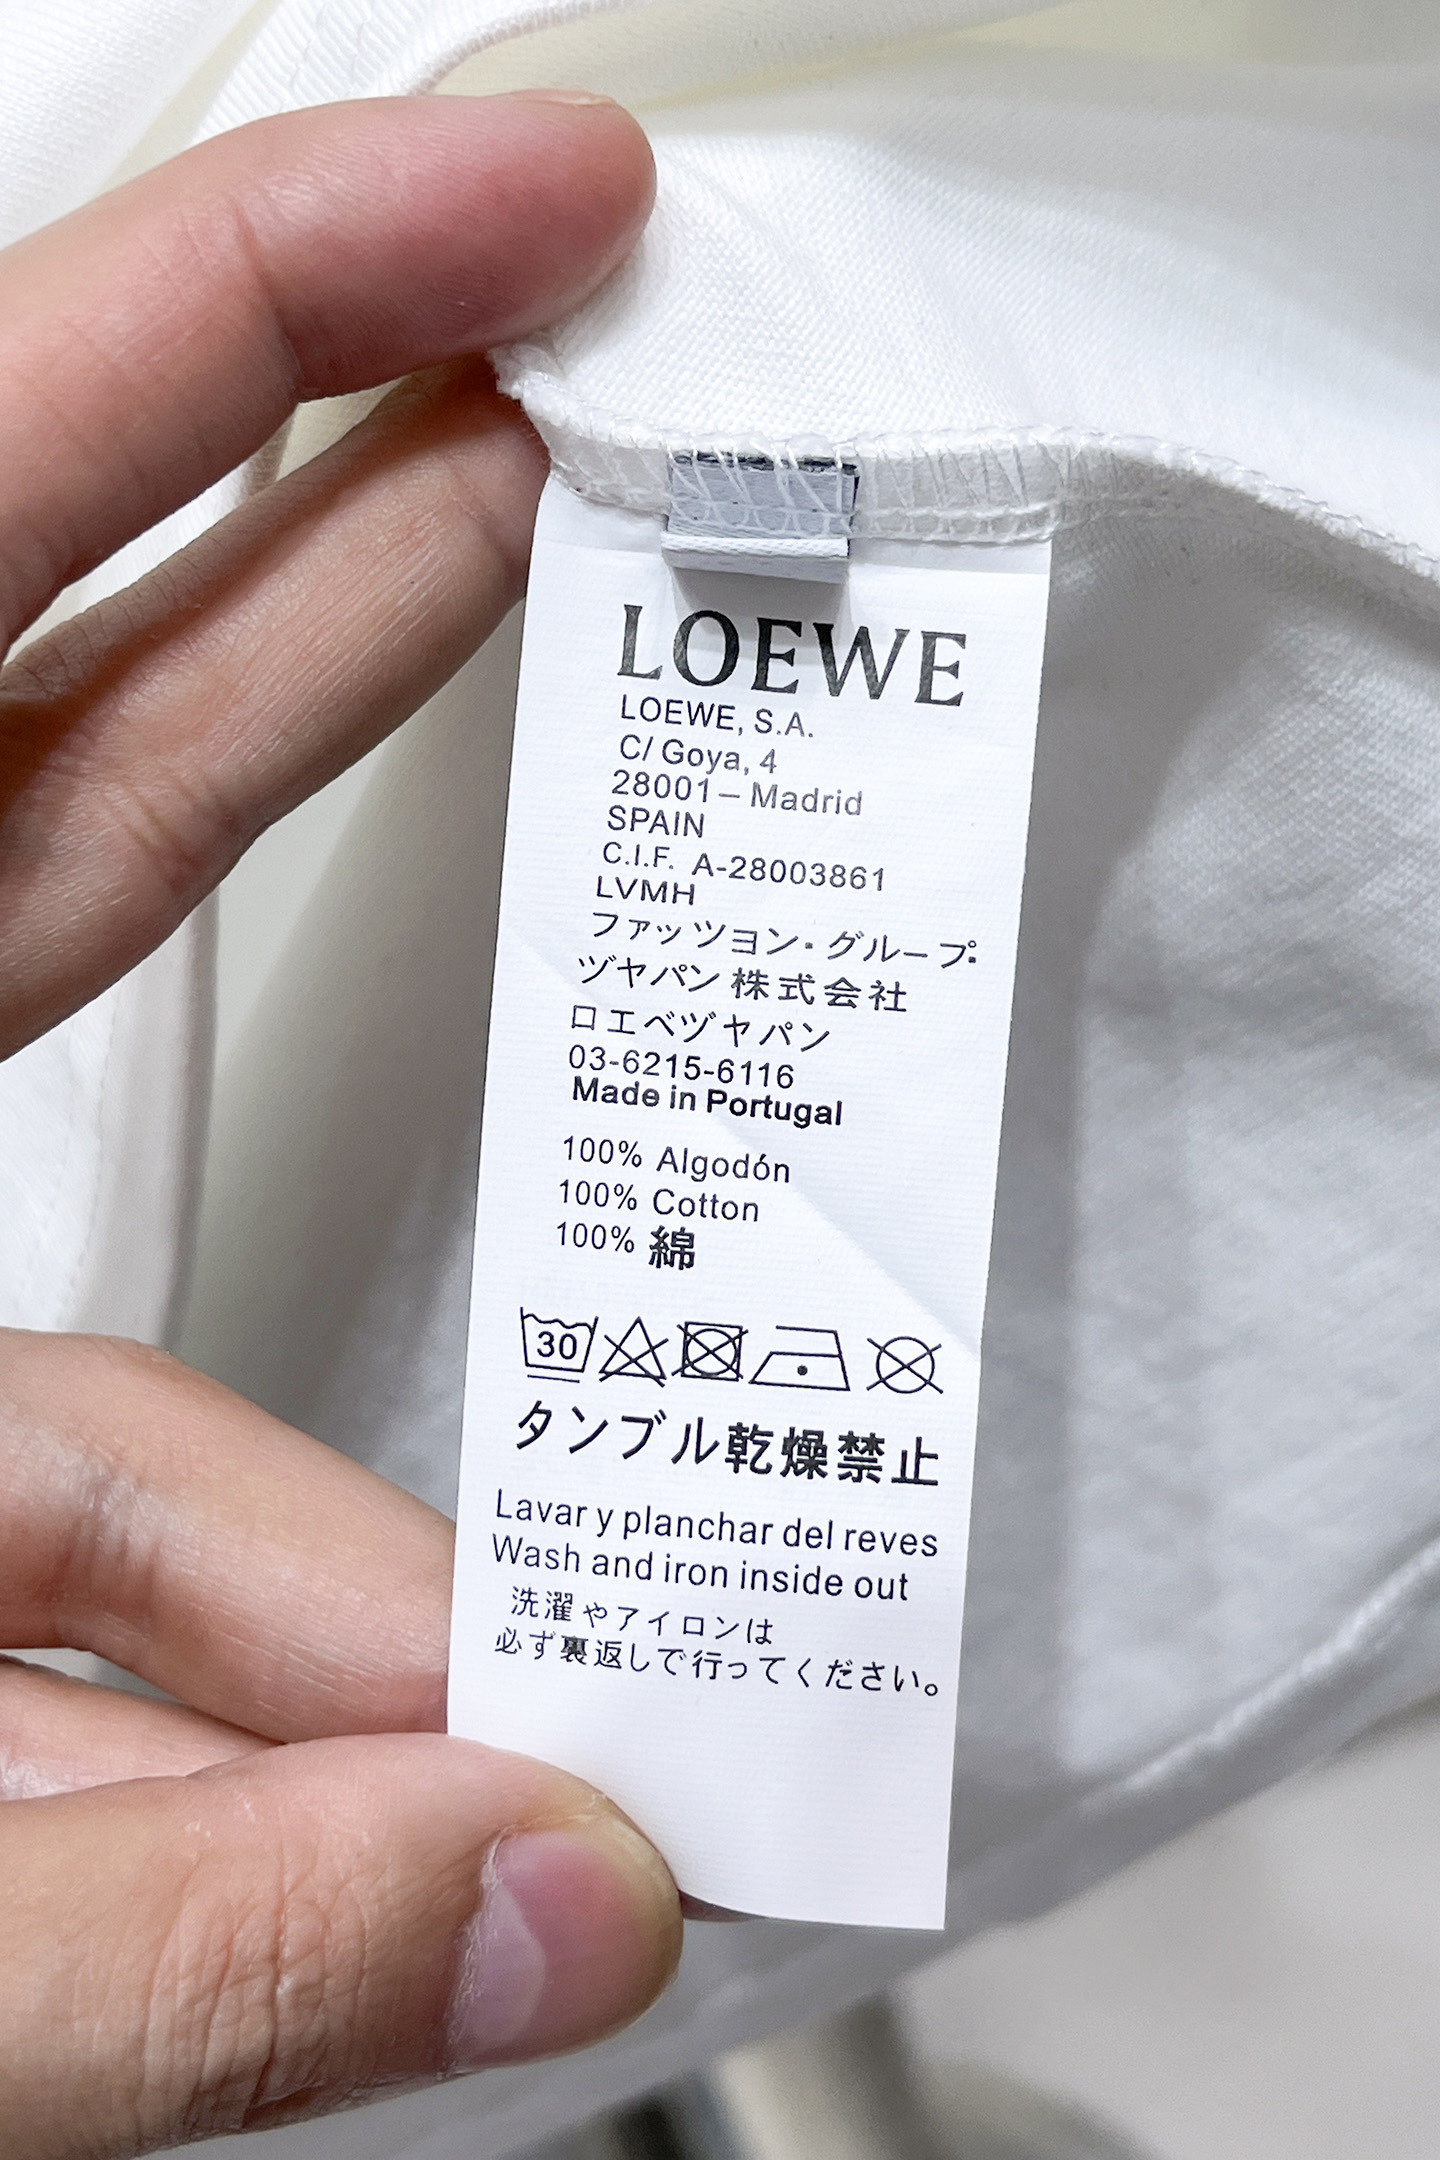 LOEWE
LOEWE, S.A.
C/ Goya, 4
28001 – Madrid
SPAIN
C.I.F. A-28003861
LVMH
ファッツヨン・グループ
ヅヤパン 株式会社
ロエベヅヤパン
03-6215-6116
Made in Portugal
100% Algodón
100% Cotton
100% 綿
30
タンブル乾燥禁止
Lavar y planchar del reves
Wash and iron inside out
洗濯やアイロンは
必ず裏返しで行ってください。